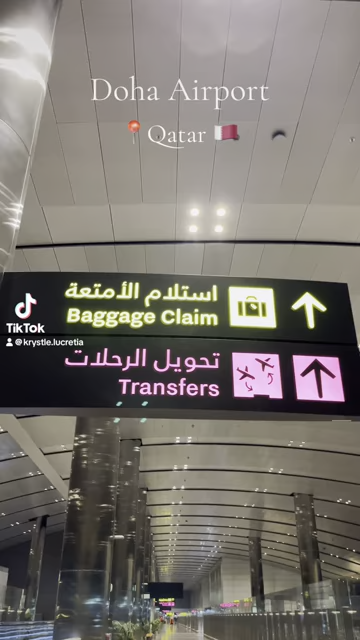 Doha Airport
📍Qatar 🇶🇦
استلام الأمتعة
Baggage Claim
تحويل الرحلات
Transfers
TikTok
@krystle.lucretia